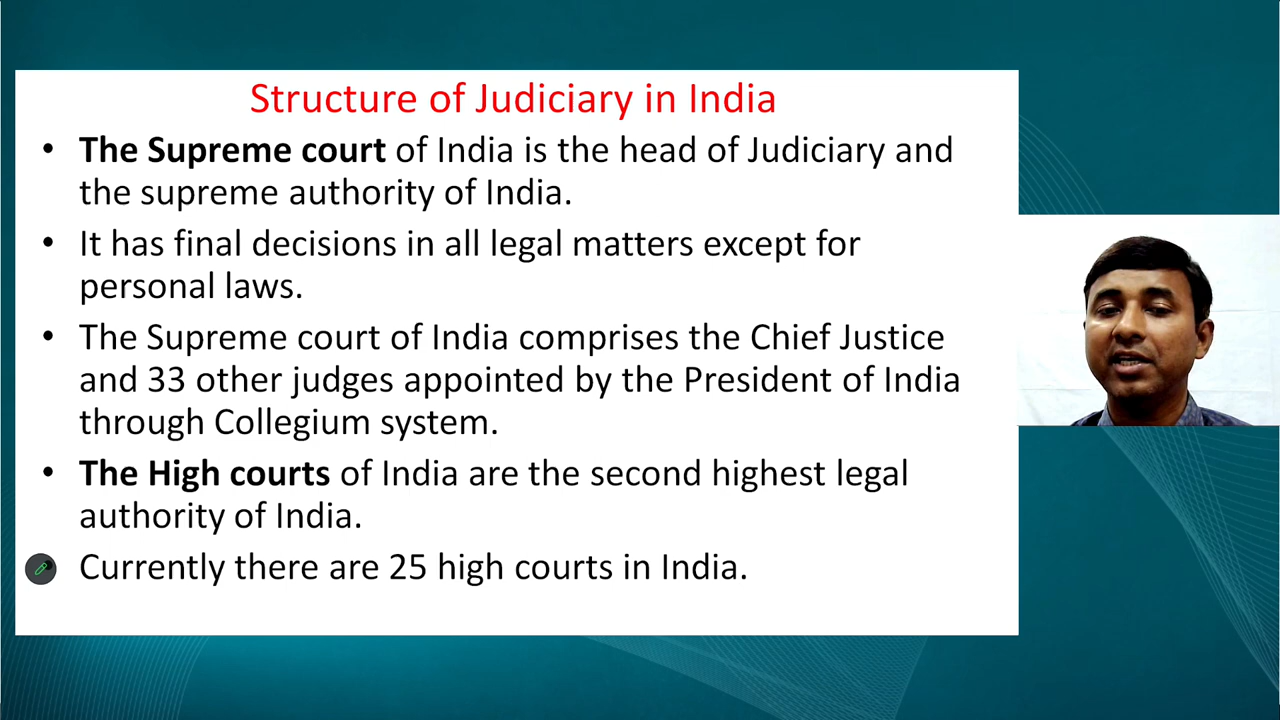 Structure of Judiciary in India
• The Supreme court of India is the head of Judiciary and
the supreme authority of India.
• It has final decisions in all legal matters except for
personal laws.
• The Supreme court of India comprises the Chief Justice
and 33 other judges appointed by the President of India
through Collegium system.
• The High courts of India are the second highest legal
authority of India.
Currently there are 25 high courts in India.